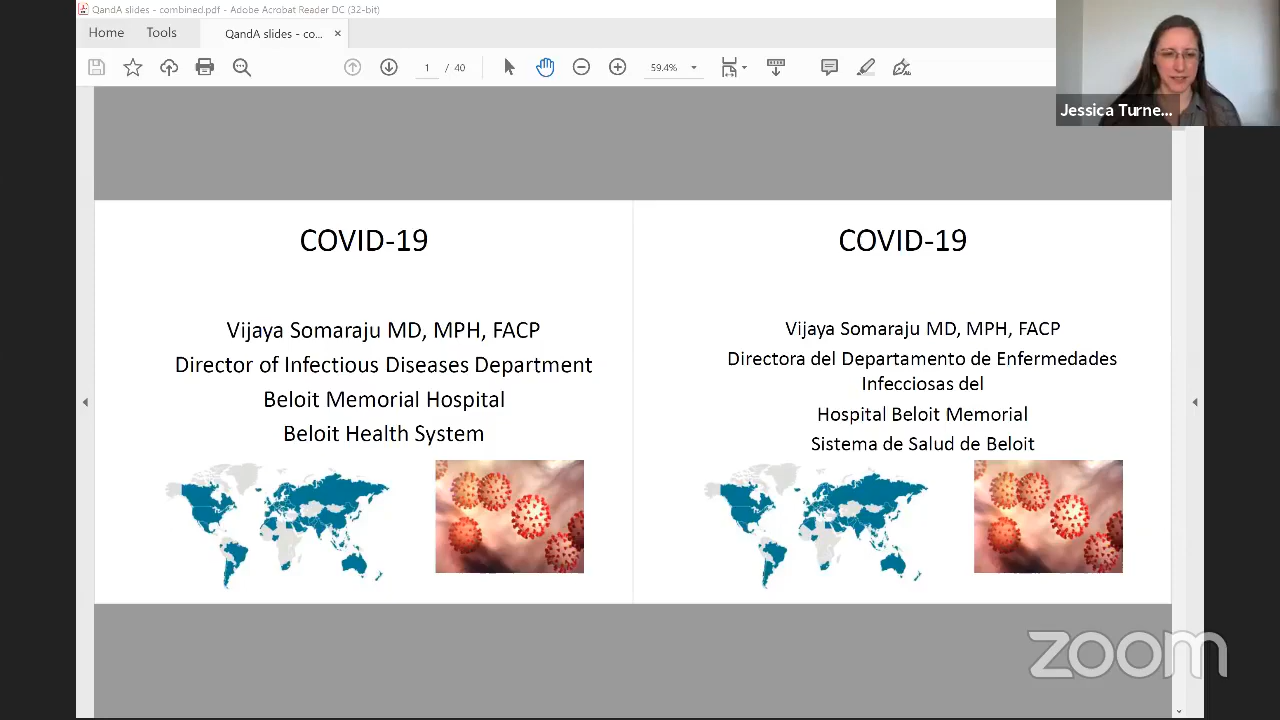 QandA slides - combined.pdf - Adobe Acrobat Reader DC (32-bit)
Home Tools QandA slides - co... ×
1 / 40 59.4%
Jessica Turne...
COVID-19
Vijaya Somaraju MD, MPH, FACP
Director of Infectious Diseases Department
Beloit Memorial Hospital
Beloit Health System
COVID-19
Vijaya Somaraju MD, MPH, FACP
Directora del Departamento de Enfermedades
Infecciosas del
Hospital Beloit Memorial
Sistema de Salud de Beloit
zoom